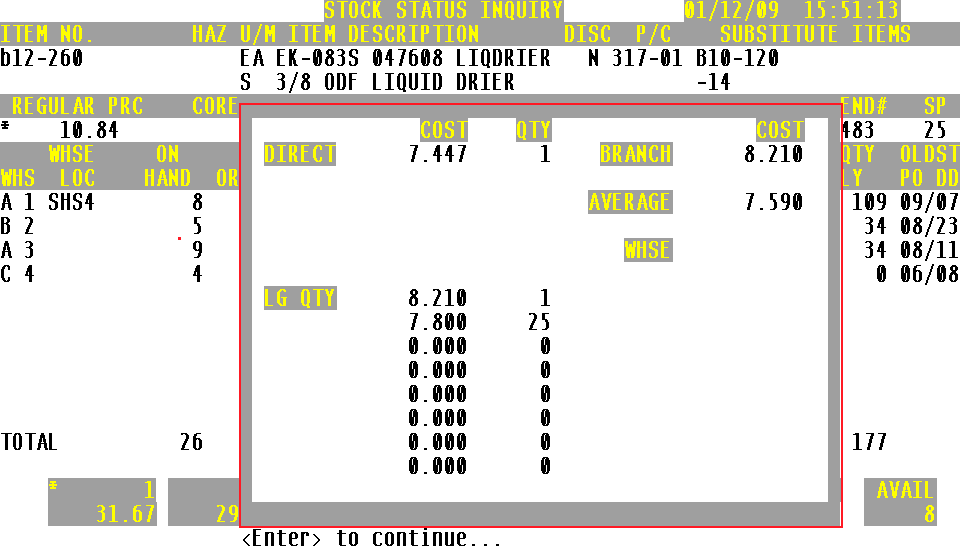 STOCK STATUS INQUIRY 01/12/09 15:51:13
ITEM NO. HAZ U/M ITEM DESCRIPTION DISC P/C SUBSTITUTE ITEMS
b12-260 EA EK-083S 047608 LIQDRIER N 317-01 B10-120
S 3/8 ODF LIQUID DRIER -14
REGULAR PRC CORE END# SP
* 10.84 483 25
COST QTY COST
DIRECT 7.447 1 BRANCH 8.210
WHSE ON QTY OLDST
WHS LOC HAND OR LY PO DD
A 1 SHS4 8 AVERAGE 7.590 109 09/07
B 2 5 34 08/23
A 3 9 WHSE 34 08/11
C 4 4 0 06/08
LG QTY 8.210 1
7.800 25
0.000 0
0.000 0
0.000 0
0.000 0
TOTAL 26 0.000 0 177
0.000 0
* 1 AVAIL
31.67 29 8
<Enter> to continue...